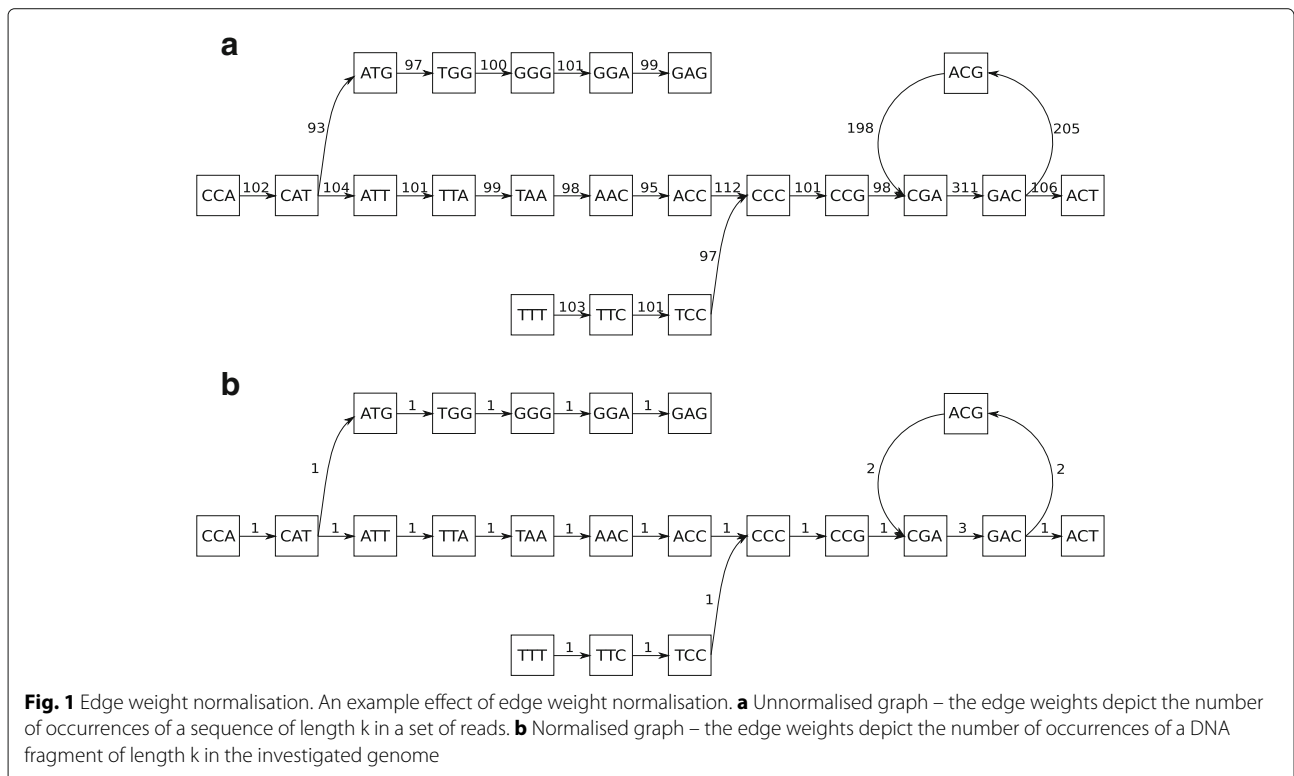 a
ATG 97 TGG 100 GGG 101 GGA 99 GAG
ACG
93
198
205
CCA 102 CAT 104 ATT 101 TTA 99 TAA 98 AAC 95 ACC 112 CCC 101 CCG 98 CGA 311 GAC 106 ACT
97
TTT 103 TTC 101 TCC
b
ATG 1 TGG 1 GGG 1 GGA 1 GAG
ACG
1
2
2
CCA 1 CAT 1 ATT 1 TTA 1 TAA 1 AAC 1 ACC 1 CCC 1 CCG 1 CGA 3 GAC 1 ACT
1
TTT 1 TTC 1 TCC
Fig. 1 Edge weight normalisation. An example effect of edge weight normalisation. a Unnormalised graph – the edge weights depict the number
of occurrences of a sequence of length k in a set of reads. b Normalised graph – the edge weights depict the number of occurrences of a DNA
fragment of length k in the investigated genome